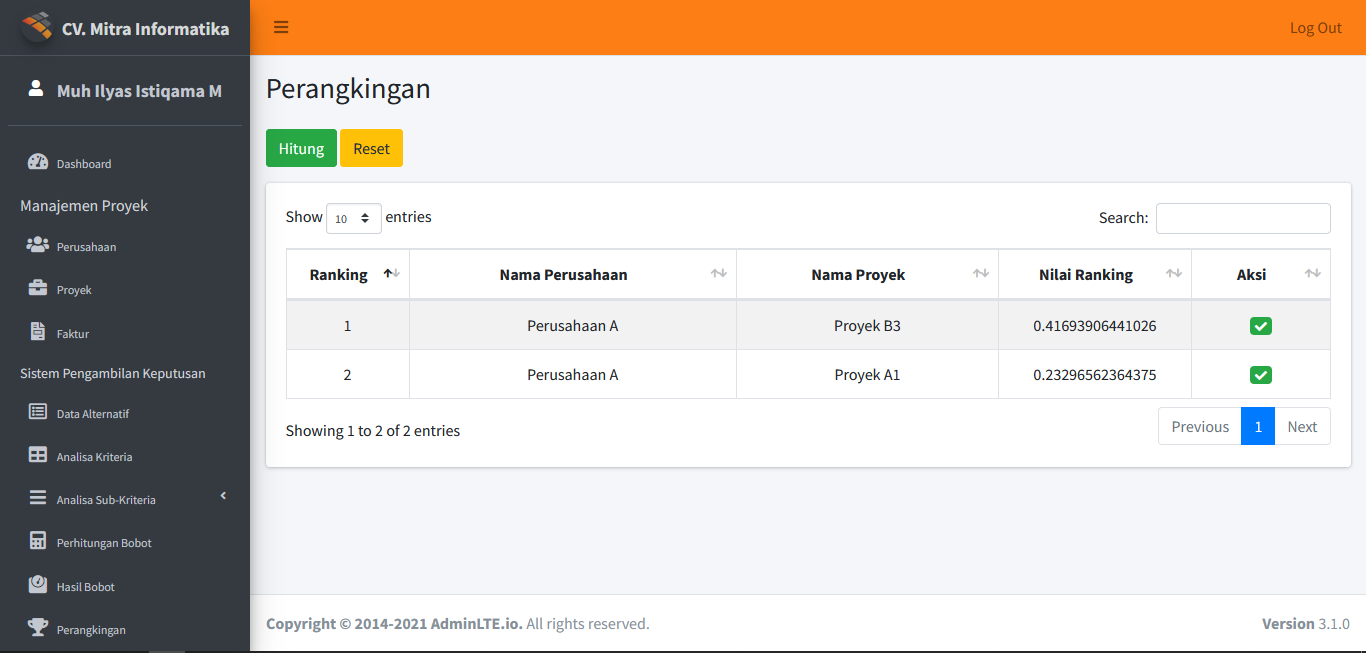 CV. Mitra Informatika
Log Out
Muh Ilyas Istiqama M
Dashboard
Manajemen Proyek
Perusahaan
Proyek
Faktur
Sistem Pengambilan Keputusan
Data Alternatif
Analisa Kriteria
Analisa Sub-Kriteria
Perhitungan Bobot
Hasil Bobot
Perangkingan
Perangkingan
Hitung Reset
Show 10 entries Search:
Ranking Nama Perusahaan Nama Proyek Nilai Ranking Aksi
1 Perusahaan A Proyek B3 0.41693906441026
2 Perusahaan A Proyek A1 0.23296562364375
Showing 1 to 2 of 2 entries Previous 1 Next
Copyright © 2014-2021 AdminLTE.io. All rights reserved. Version 3.1.0